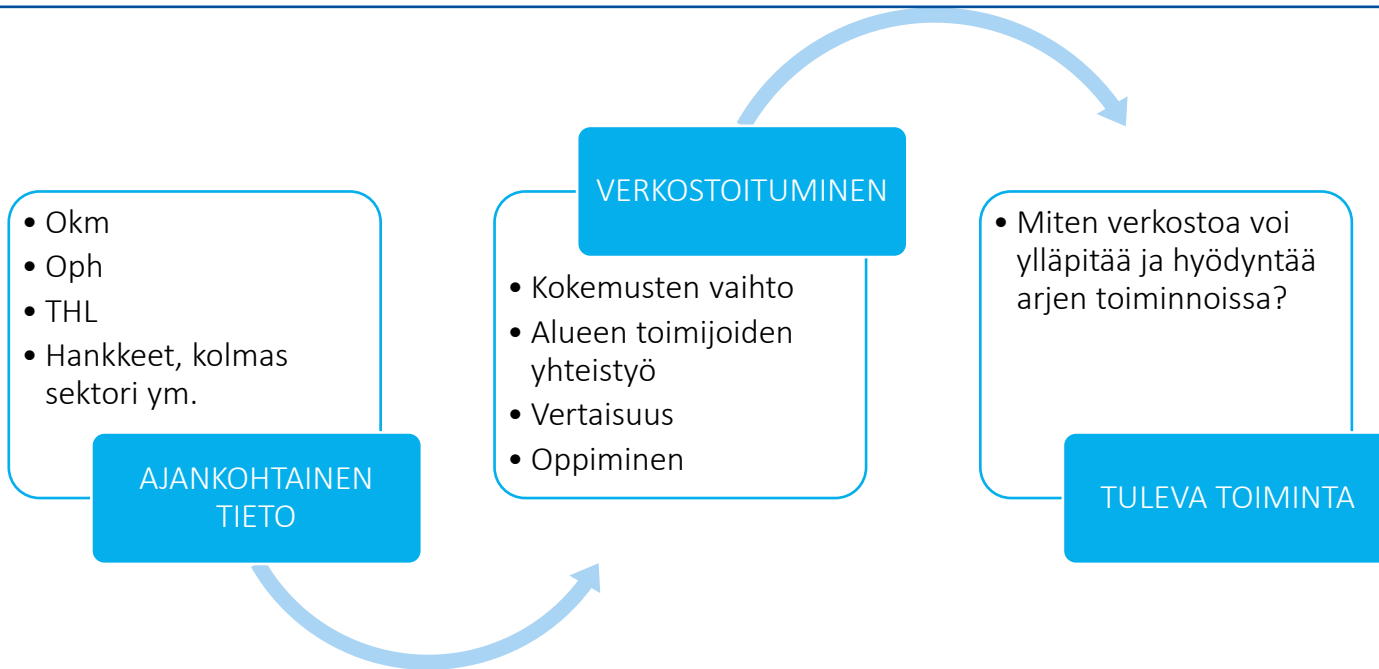 • Okm
• Oph
• THL
• Hankkeet, kolmas
sektori ym.
AJANKOHTAINEN
TIETO
VERKOSTOITUMINEN
• Kokemusten vaihto
• Alueen toimijoiden
yhteistyö
• Vertaisuus
• Oppiminen
• Miten verkostoa voi
ylläpitää ja hyödyntää
arjen toiminnoissa?
TULEVA TOIMINTA